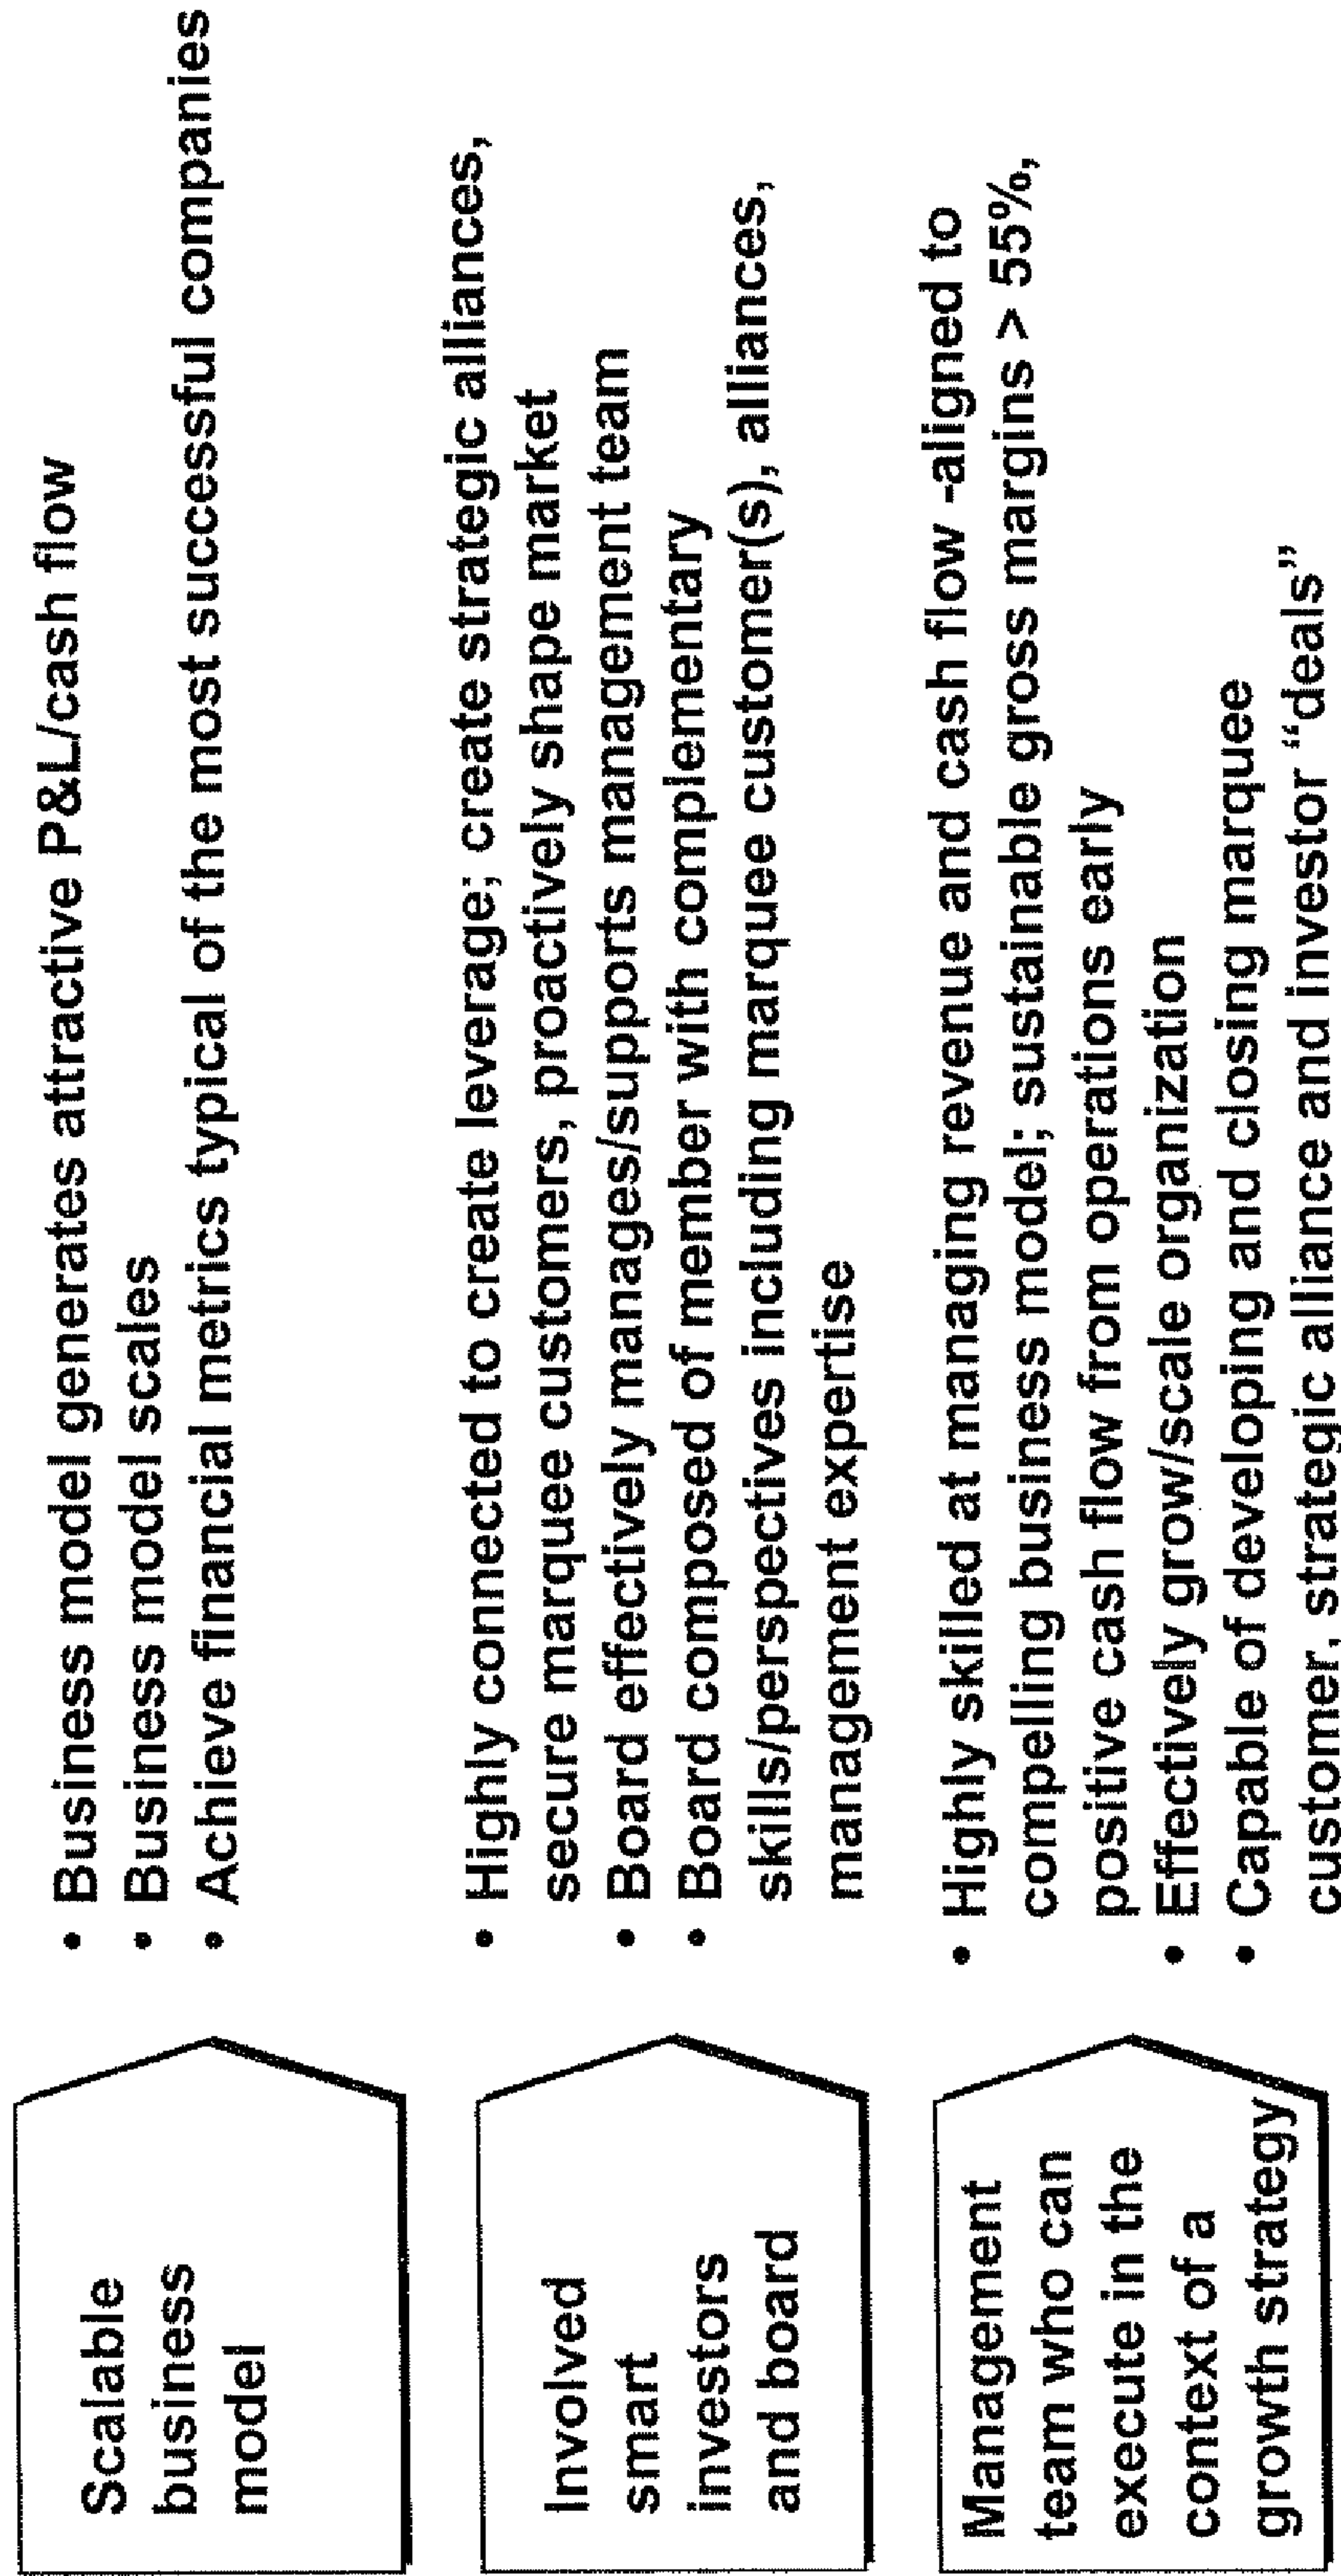 Scalable
business
model
• Business model generates attractive P&L/cash flow
• Business model scales
• Achieve financial metrics typical of the most successful companies
Involved
smart
investors
and board
• Highly connected to create leverage; create strategic alliances,
secure marquee customers, proactively shape market
• Board effectively manages/supports management team
• Board composed of member with complementary
skills/perspectives including marquee customer(s), alliances,
management expertise
Management
team who can
execute in the
context of a
growth strategy
• Highly skilled at managing revenue and cash flow -aligned to
compelling business model; sustainable gross margins > 55%,
positive cash flow from operations early
• Effectively grow/scale organization
• Capable of developing and closing marquee
customer, strategic alliance and investor “deals”